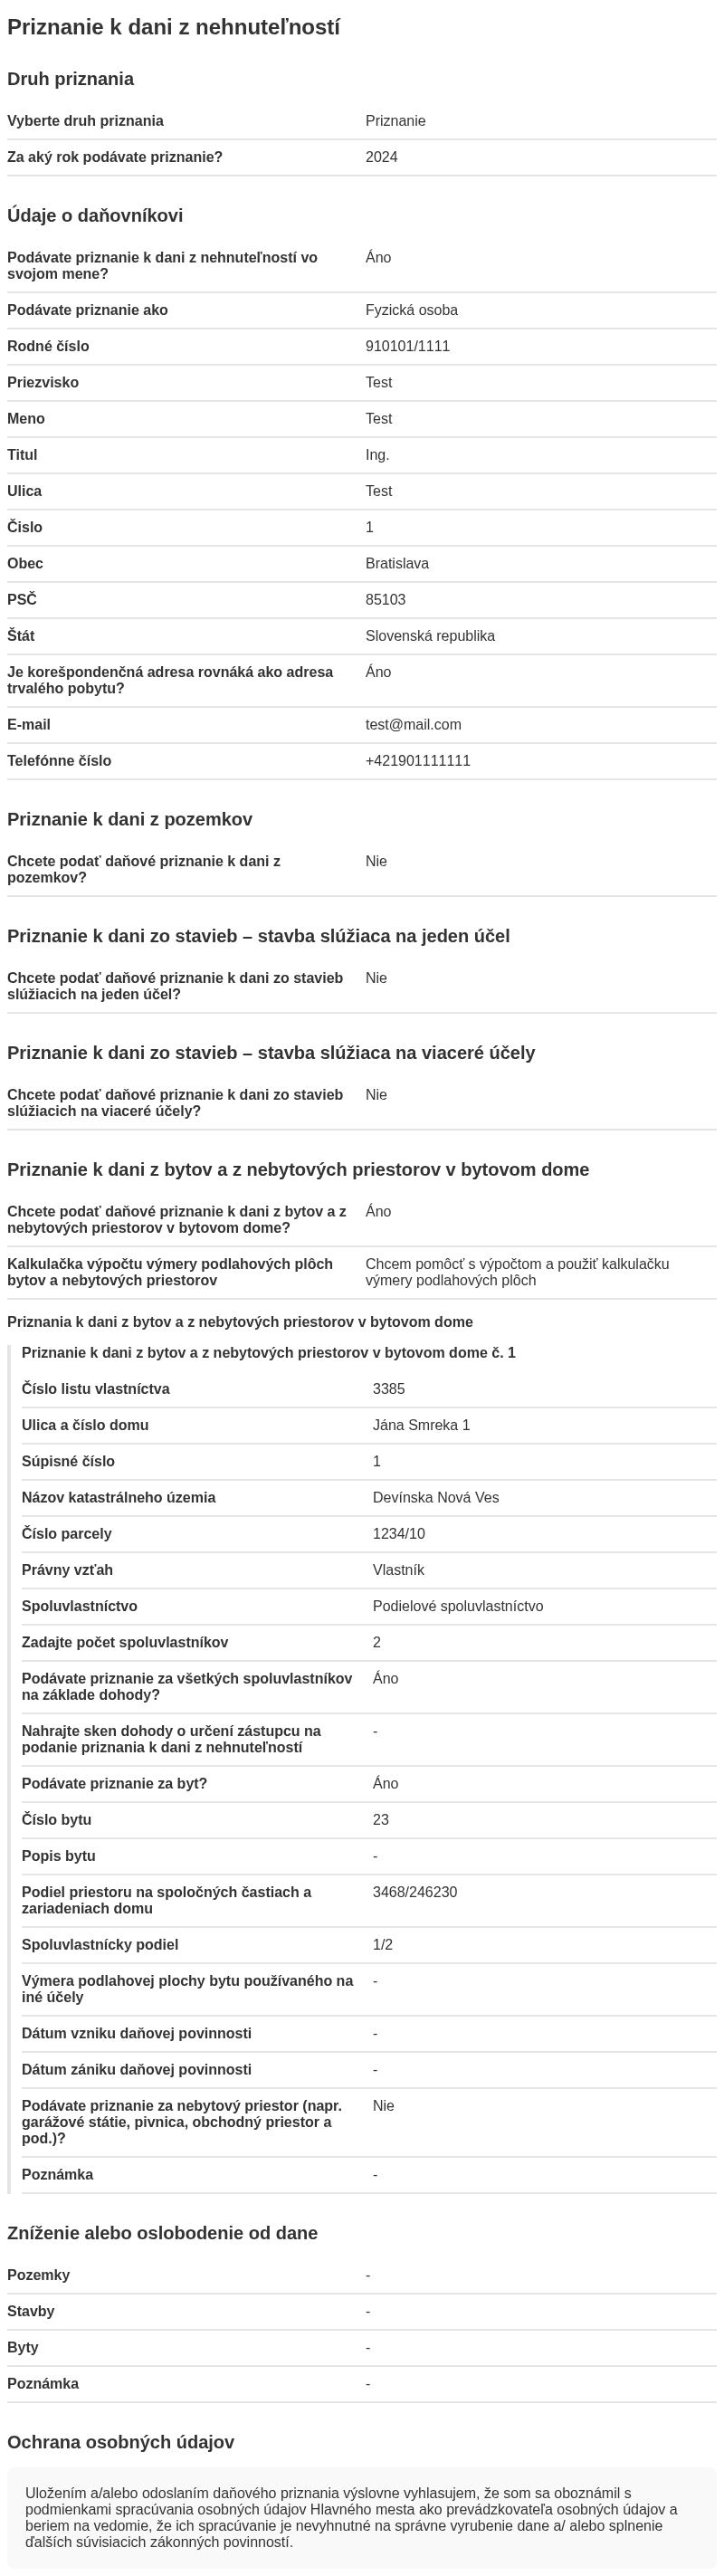 Priznanie k dani z nehnuteľností
Druh priznania
Vyberte druh priznania Priznanie
Za aký rok podávate priznanie? 2024
Údaje o daňovníkovi
Podávate priznanie k dani z nehnuteľností vo Áno
svojom mene?
Podávate priznanie ako Fyzická osoba
Rodné číslo 910101/1111
Priezvisko Test
Meno Test
Titul Ing.
Ulica Test
Čislo 1
Obec Bratislava
PSČ 85103
Štát Slovenská republika
Je korešpondenčná adresa rovnáká ako adresa Áno
trvalého pobytu?
E-mail test@mail.com
Telefónne číslo +421901111111
Priznanie k dani z pozemkov
Chcete podať daňové priznanie k dani z Nie
pozemkov?
Priznanie k dani zo stavieb – stavba slúžiaca na jeden účel
Chcete podať daňové priznanie k dani zo stavieb Nie
slúžiacich na jeden účel?
Priznanie k dani zo stavieb – stavba slúžiaca na viaceré účely
Chcete podať daňové priznanie k dani zo stavieb Nie
slúžiacich na viaceré účely?
Priznanie k dani z bytov a z nebytových priestorov v bytovom dome
Chcete podať daňové priznanie k dani z bytov a z Áno
nebytových priestorov v bytovom dome?
Kalkulačka výpočtu výmery podlahových plôch Chcem pomôcť s výpočtom a použiť kalkulačku
bytov a nebytových priestorov výmery podlahových plôch
Priznania k dani z bytov a z nebytových priestorov v bytovom dome
Priznanie k dani z bytov a z nebytových priestorov v bytovom dome č. 1
Číslo listu vlastníctva 3385
Ulica a číslo domu Jána Smreka 1
Súpisné číslo 1
Názov katastrálneho územia Devínska Nová Ves
Číslo parcely 1234/10
Právny vzťah Vlastník
Spoluvlastníctvo Podielové spoluvlastníctvo
Zadajte počet spoluvlastníkov 2
Podávate priznanie za všetkých spoluvlastníkov Áno
na základe dohody?
Nahrajte sken dohody o určení zástupcu na -
podanie priznania k dani z nehnuteľností
Podávate priznanie za byt? Áno
Číslo bytu 23
Popis bytu -
Podiel priestoru na spoločných častiach a 3468/246230
zariadeniach domu
Spoluvlastnícky podiel 1/2
Výmera podlahovej plochy bytu používaného na -
iné účely
Dátum vzniku daňovej povinnosti -
Dátum zániku daňovej povinnosti -
Podávate priznanie za nebytový priestor (napr. Nie
garážové státie, pivnica, obchodný priestor a
pod.)?
Poznámka -
Zníženie alebo oslobodenie od dane
Pozemky -
Stavby -
Byty -
Poznámka -
Ochrana osobných údajov
Uložením a/alebo odoslaním daňového priznania výslovne vyhlasujem, že som sa oboznámil s
podmienkami spracúvania osobných údajov Hlavného mesta ako prevádzkovateľa osobných údajov a
beriem na vedomie, že ich spracúvanie je nevyhnutné na správne vyrubenie dane a/ alebo splnenie
ďalších súvisiacich zákonných povinností.